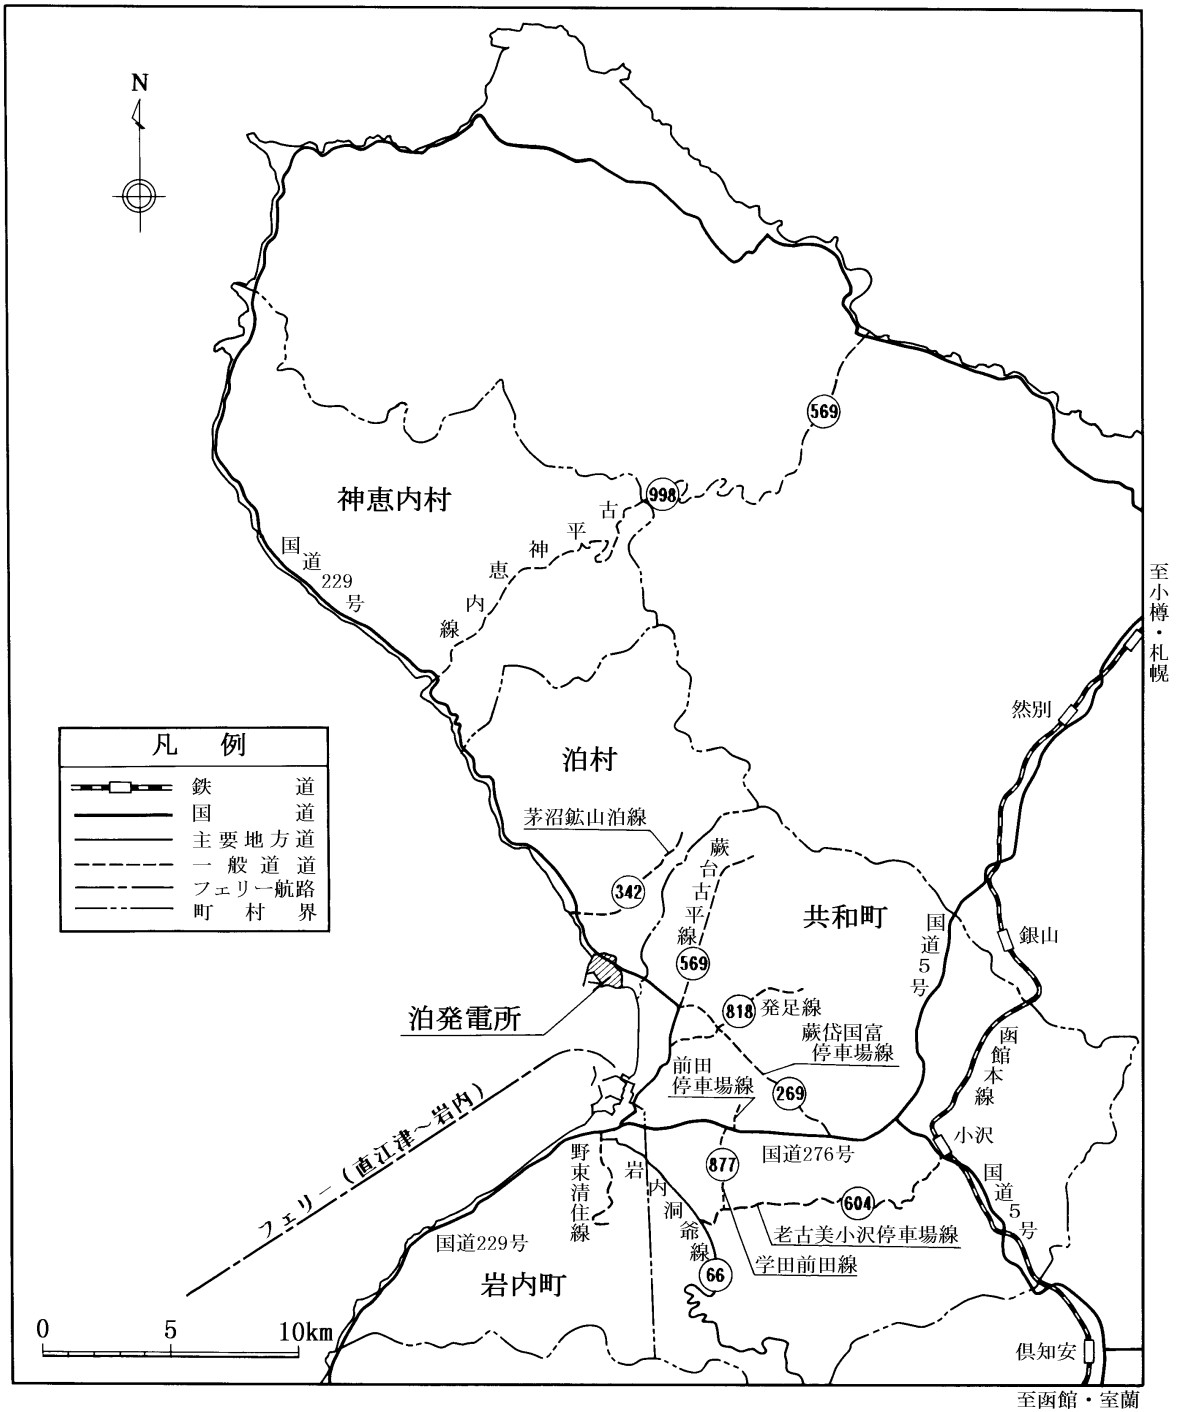 N
569
998
神恵内村
古平神恵内線
国道229号
至小樽・札幌
然別
凡 例
鉄道
国道
主要地方道
一般道道
フェリー航路
町村界
泊村
茅沼鉱山泊線
342
蕨台古平線
569
共和町
国道5号
銀山
泊発電所
818
発足線
蕨岱国富
停車場線
前田
停車場線
269
函館本線
小沢
フェリー(直江津～岩内)
国道276号
野束清住線
岩内洞爺線
877
604
国道5号
老古美小沢停車場線
学田前田線
国道229号
66
岩内町
0 5 10km
倶知安
至函館・室蘭